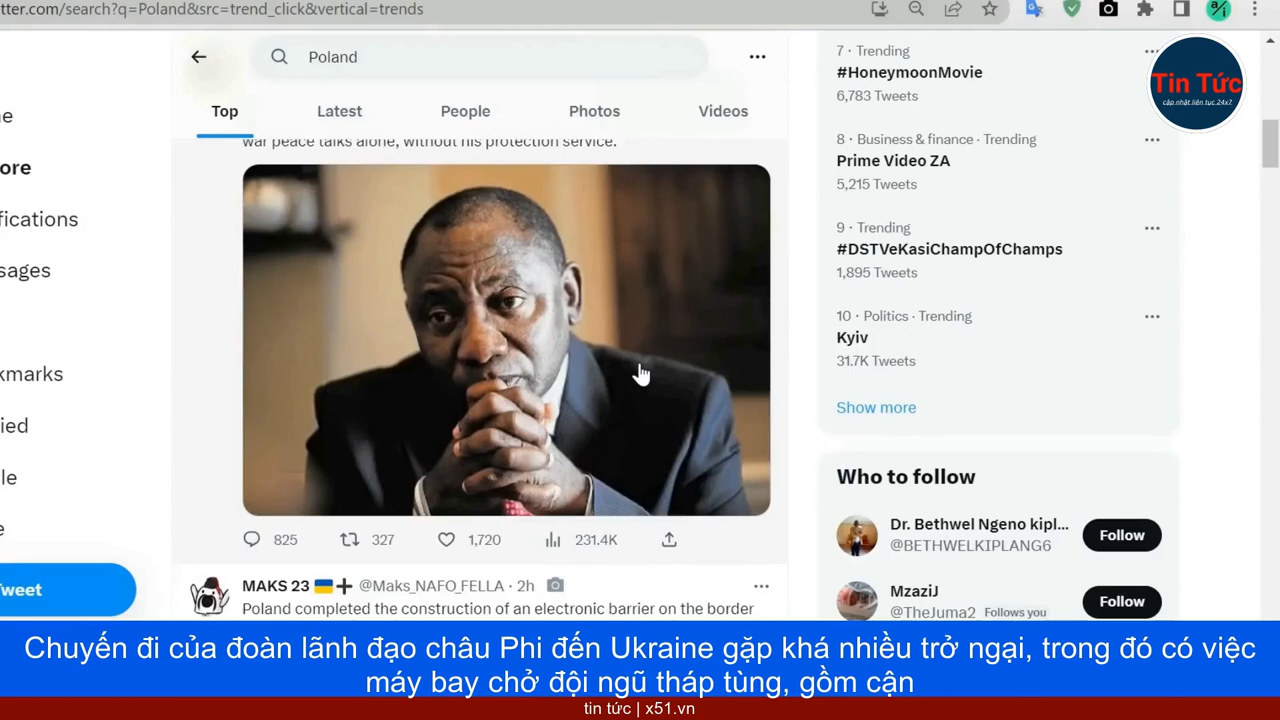 tter.com/search?q=Poland&src=trend_click&vertical=trends
Poland
Top Latest People Photos Videos
war peace talks alone, without his protection service.
825 327 1,720 231.4K
MAKS 23 @Maks_NAFO_FELLA · 2h
Poland completed the construction of an electronic barrier on the border
ore
fications
sages
kmarks
ied
le
e
weet
7 · Trending
#HoneymoonMovie
6,783 Tweets
8 · Business & finance · Trending
Prime Video ZA
5,215 Tweets
9 · Trending
#DSTVeKasiChampOfChamps
1,895 Tweets
10 · Politics · Trending
Kyiv
31.7K Tweets
Show more
Who to follow
Dr. Bethwel Ngeno kipl...
@BETHWELKIPLANG6
Follow
MzaziJ
@TheJuma2 Follows you
Follow
Tin Tức
cập nhật liên tục 24x7
Chuyến đi của đoàn lãnh đạo châu Phi đến Ukraine gặp khá nhiều trở ngại, trong đó có việc
máy bay chở đội ngũ tháp tùng, gồm cận
tin tức | x51.vn